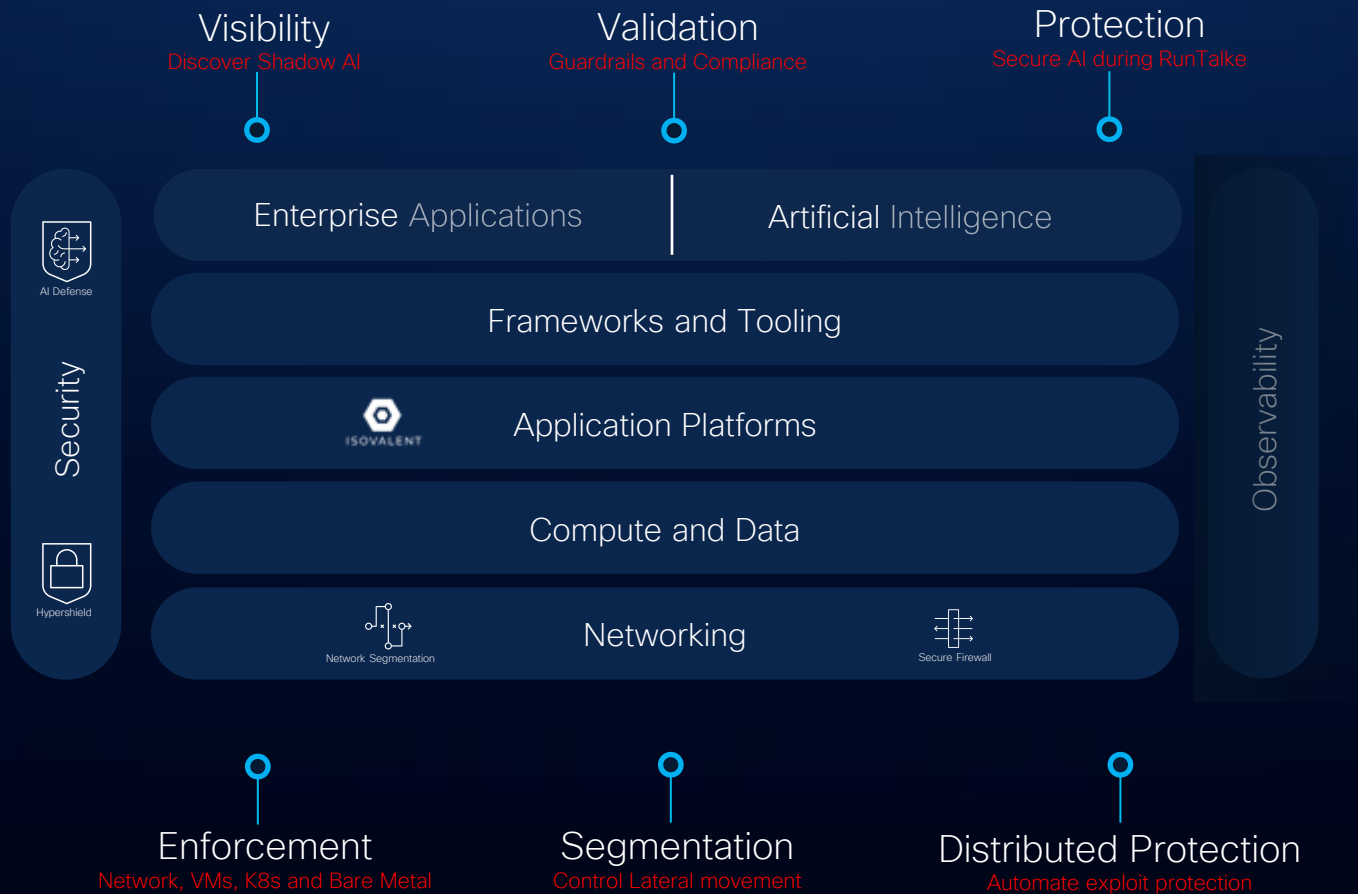 Visibility
Discover Shadow AI
Validation
Guardrails and Compliance
Protection
Secure AI during RunTalke
AI Defense
Security
Hypershield
Enterprise Applications
Artificial Intelligence
Frameworks and Tooling
ISOVALENT
Application Platforms
Compute and Data
Network Segmentation
Networking
Secure Firewall
Observability
Enforcement
Network, VMs, K8s and Bare Metal
Segmentation
Control Lateral movement
Distributed Protection
Automate exploit protection